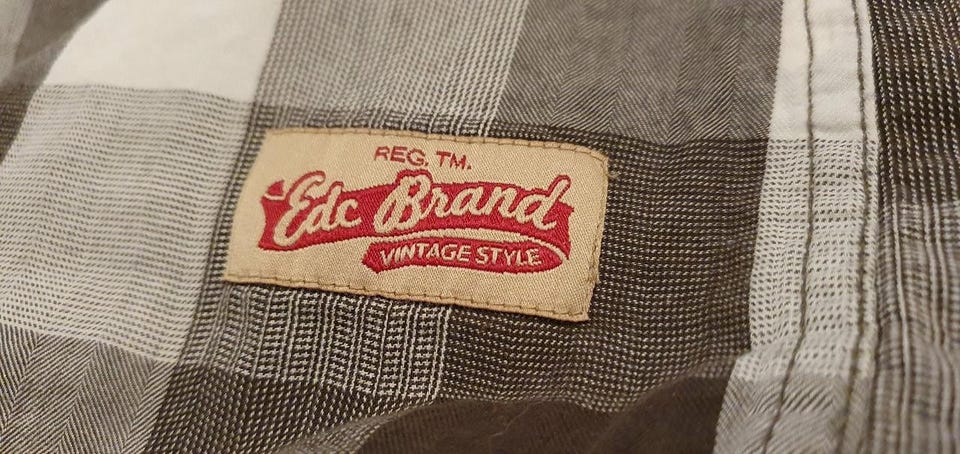 REG. TM.
Edc Brand
VINTAGE STYLE